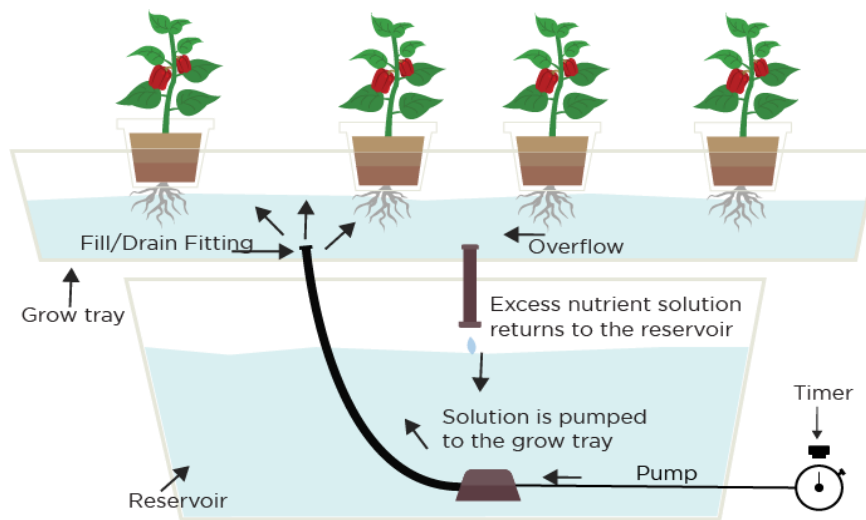 Fill/Drain Fitting
Overflow
Grow tray
Excess nutrient solution
returns to the reservoir
Timer
Solution is pumped
to the grow tray
Pump
Reservoir